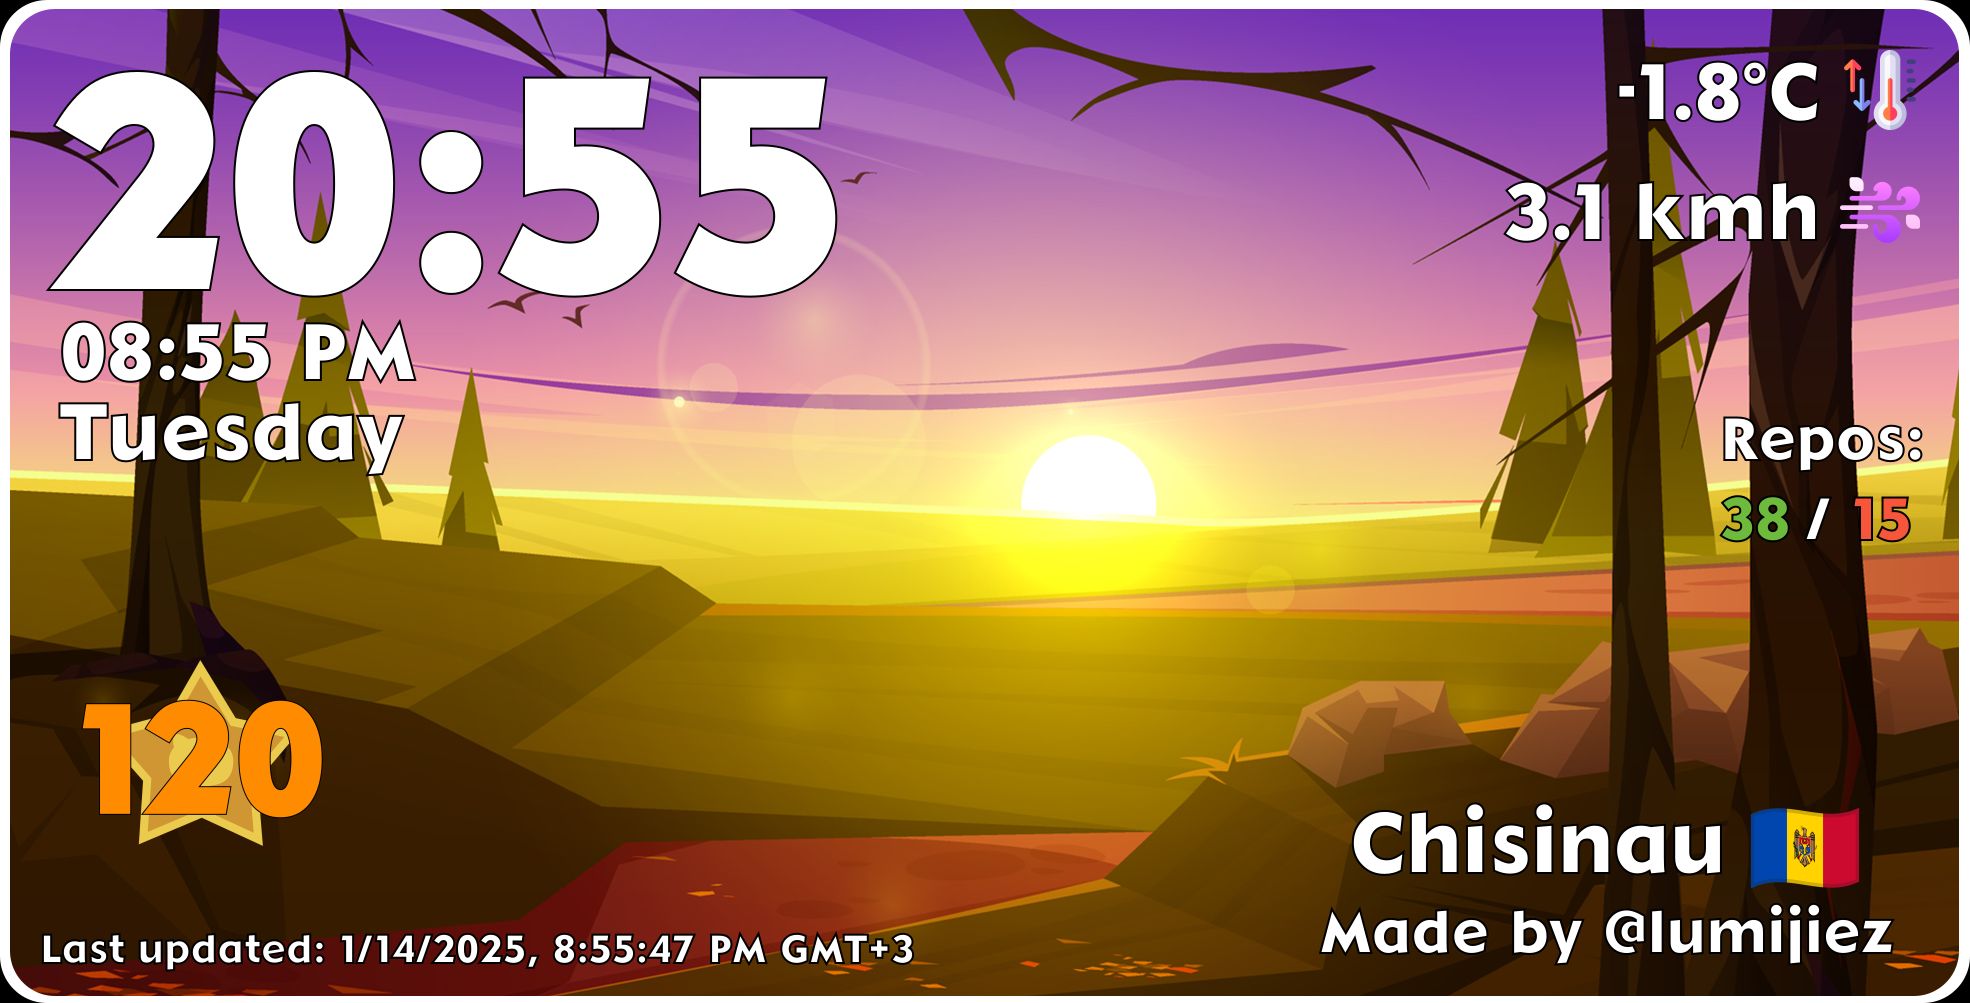 20:55
08:55 PM
Tuesday
-1.8°C
3.1 kmh
Repos:
38 / 15
120
Chisinau
Made by @lumijiez
Last updated: 1/14/2025, 8:55:47 PM GMT+3